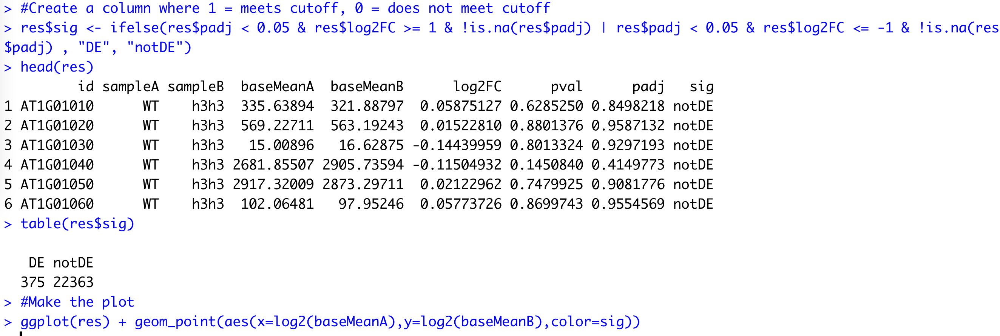 > #Create a column where 1 = meets cutoff, 0 = does not meet cutoff
> res$sig <- ifelse(res$padj < 0.05 & res$log2FC >= 1 & !is.na(res$padj) | res$padj < 0.05 & res$log2FC <= -1 & !is.na(res
$padj) , "DE", "notDE")
> head(res)
         id sampleA sampleB  baseMeanA  baseMeanB      log2FC      pval      padj   sig
1 AT1G01010      WT    h3h3  335.63894  321.88797  0.05875127 0.6285250 0.8498218 notDE
2 AT1G01020      WT    h3h3  569.22711  563.19243  0.01522810 0.8801376 0.9587132 notDE
3 AT1G01030      WT    h3h3   15.00896   16.62875 -0.14439959 0.8013324 0.9297193 notDE
4 AT1G01040      WT    h3h3 2681.85507 2905.73594 -0.11504932 0.1450840 0.4149773 notDE
5 AT1G01050      WT    h3h3 2917.32009 2873.29711  0.02122962 0.7479925 0.9081776 notDE
6 AT1G01060      WT    h3h3  102.06481   97.95246  0.05773726 0.8699743 0.9554569 notDE
> table(res$sig)

   DE notDE
  375 22363
> #Make the plot
> ggplot(res) + geom_point(aes(x=log2(baseMeanA),y=log2(baseMeanB),color=sig))